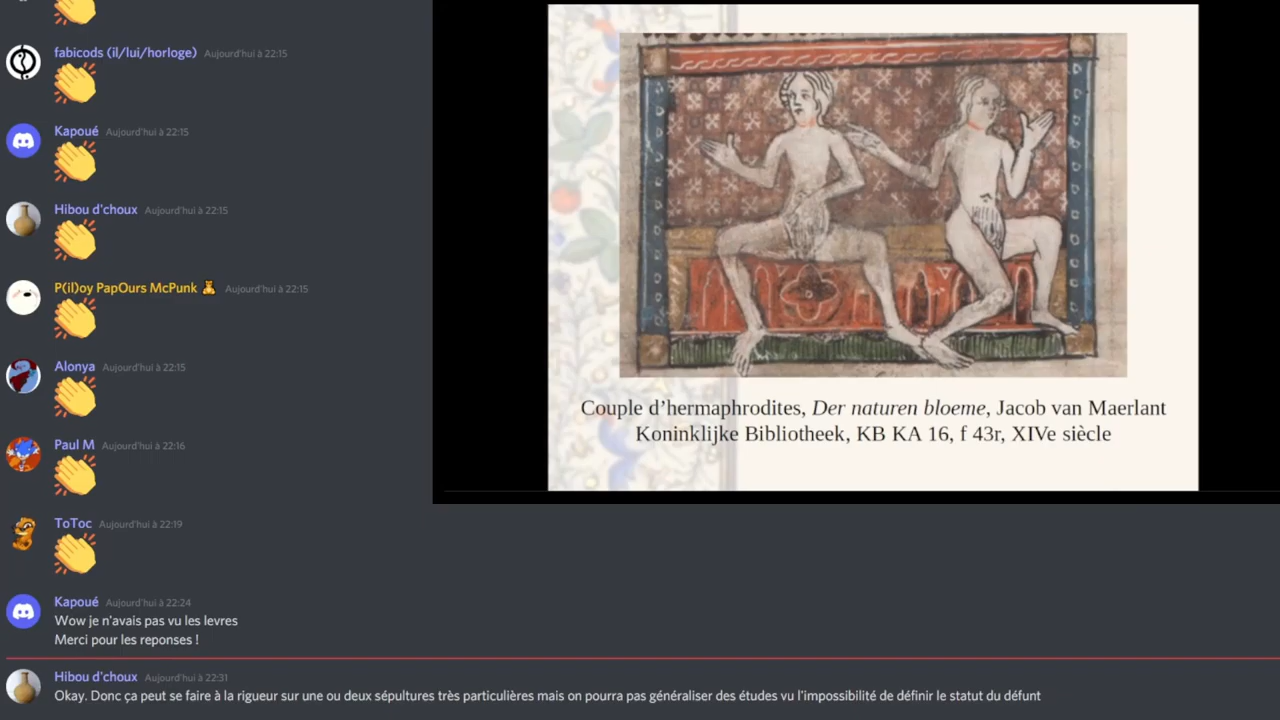 fabicods (il/lui/horloge) Aujourd'hui à 22:15
Kapoué Aujourd'hui à 22:15
Hibou d'choux Aujourd'hui à 22:15
P(il)oy PapOurs McPunk Aujourd'hui à 22:15
Alonya Aujourd'hui à 22:15
Paul M Aujourd'hui à 22:16
ToToc Aujourd'hui à 22:19
Kapoué Aujourd'hui à 22:24
Wow je n'avais pas vu les levres
Merci pour les reponses !
Hibou d'choux Aujourd'hui à 22:31
Okay. Donc ça peut se faire à la rigueur sur une ou deux sépultures très particulières mais on pourra pas généraliser des études vu l'impossibilité de définir le statut du défunt
Couple d'hermaphrodites, Der naturen bloeme, Jacob van Maerlant
Koninklijke Bibliotheek, KB KA 16, f 43r, XIVe siècle